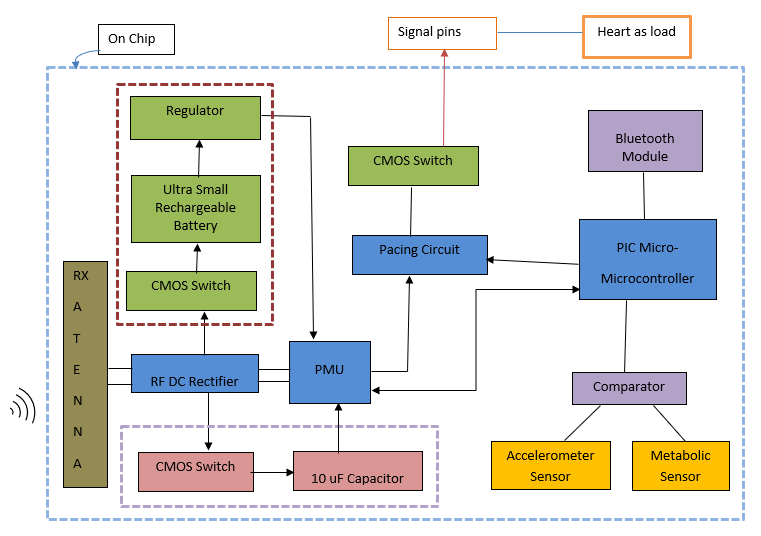 On Chip
Signal pins
Heart as load
Regulator
Ultra Small
Rechargeable
Battery
CMOS Switch
CMOS Switch
Pacing Circuit
Bluetooth
Module
PIC Micro-
Microcontroller
RX
A
T
E
N
N
A
RF DC Rectifier
PMU
Comparator
CMOS Switch
10 uF Capacitor
Accelerometer
Sensor
Metabolic
Sensor